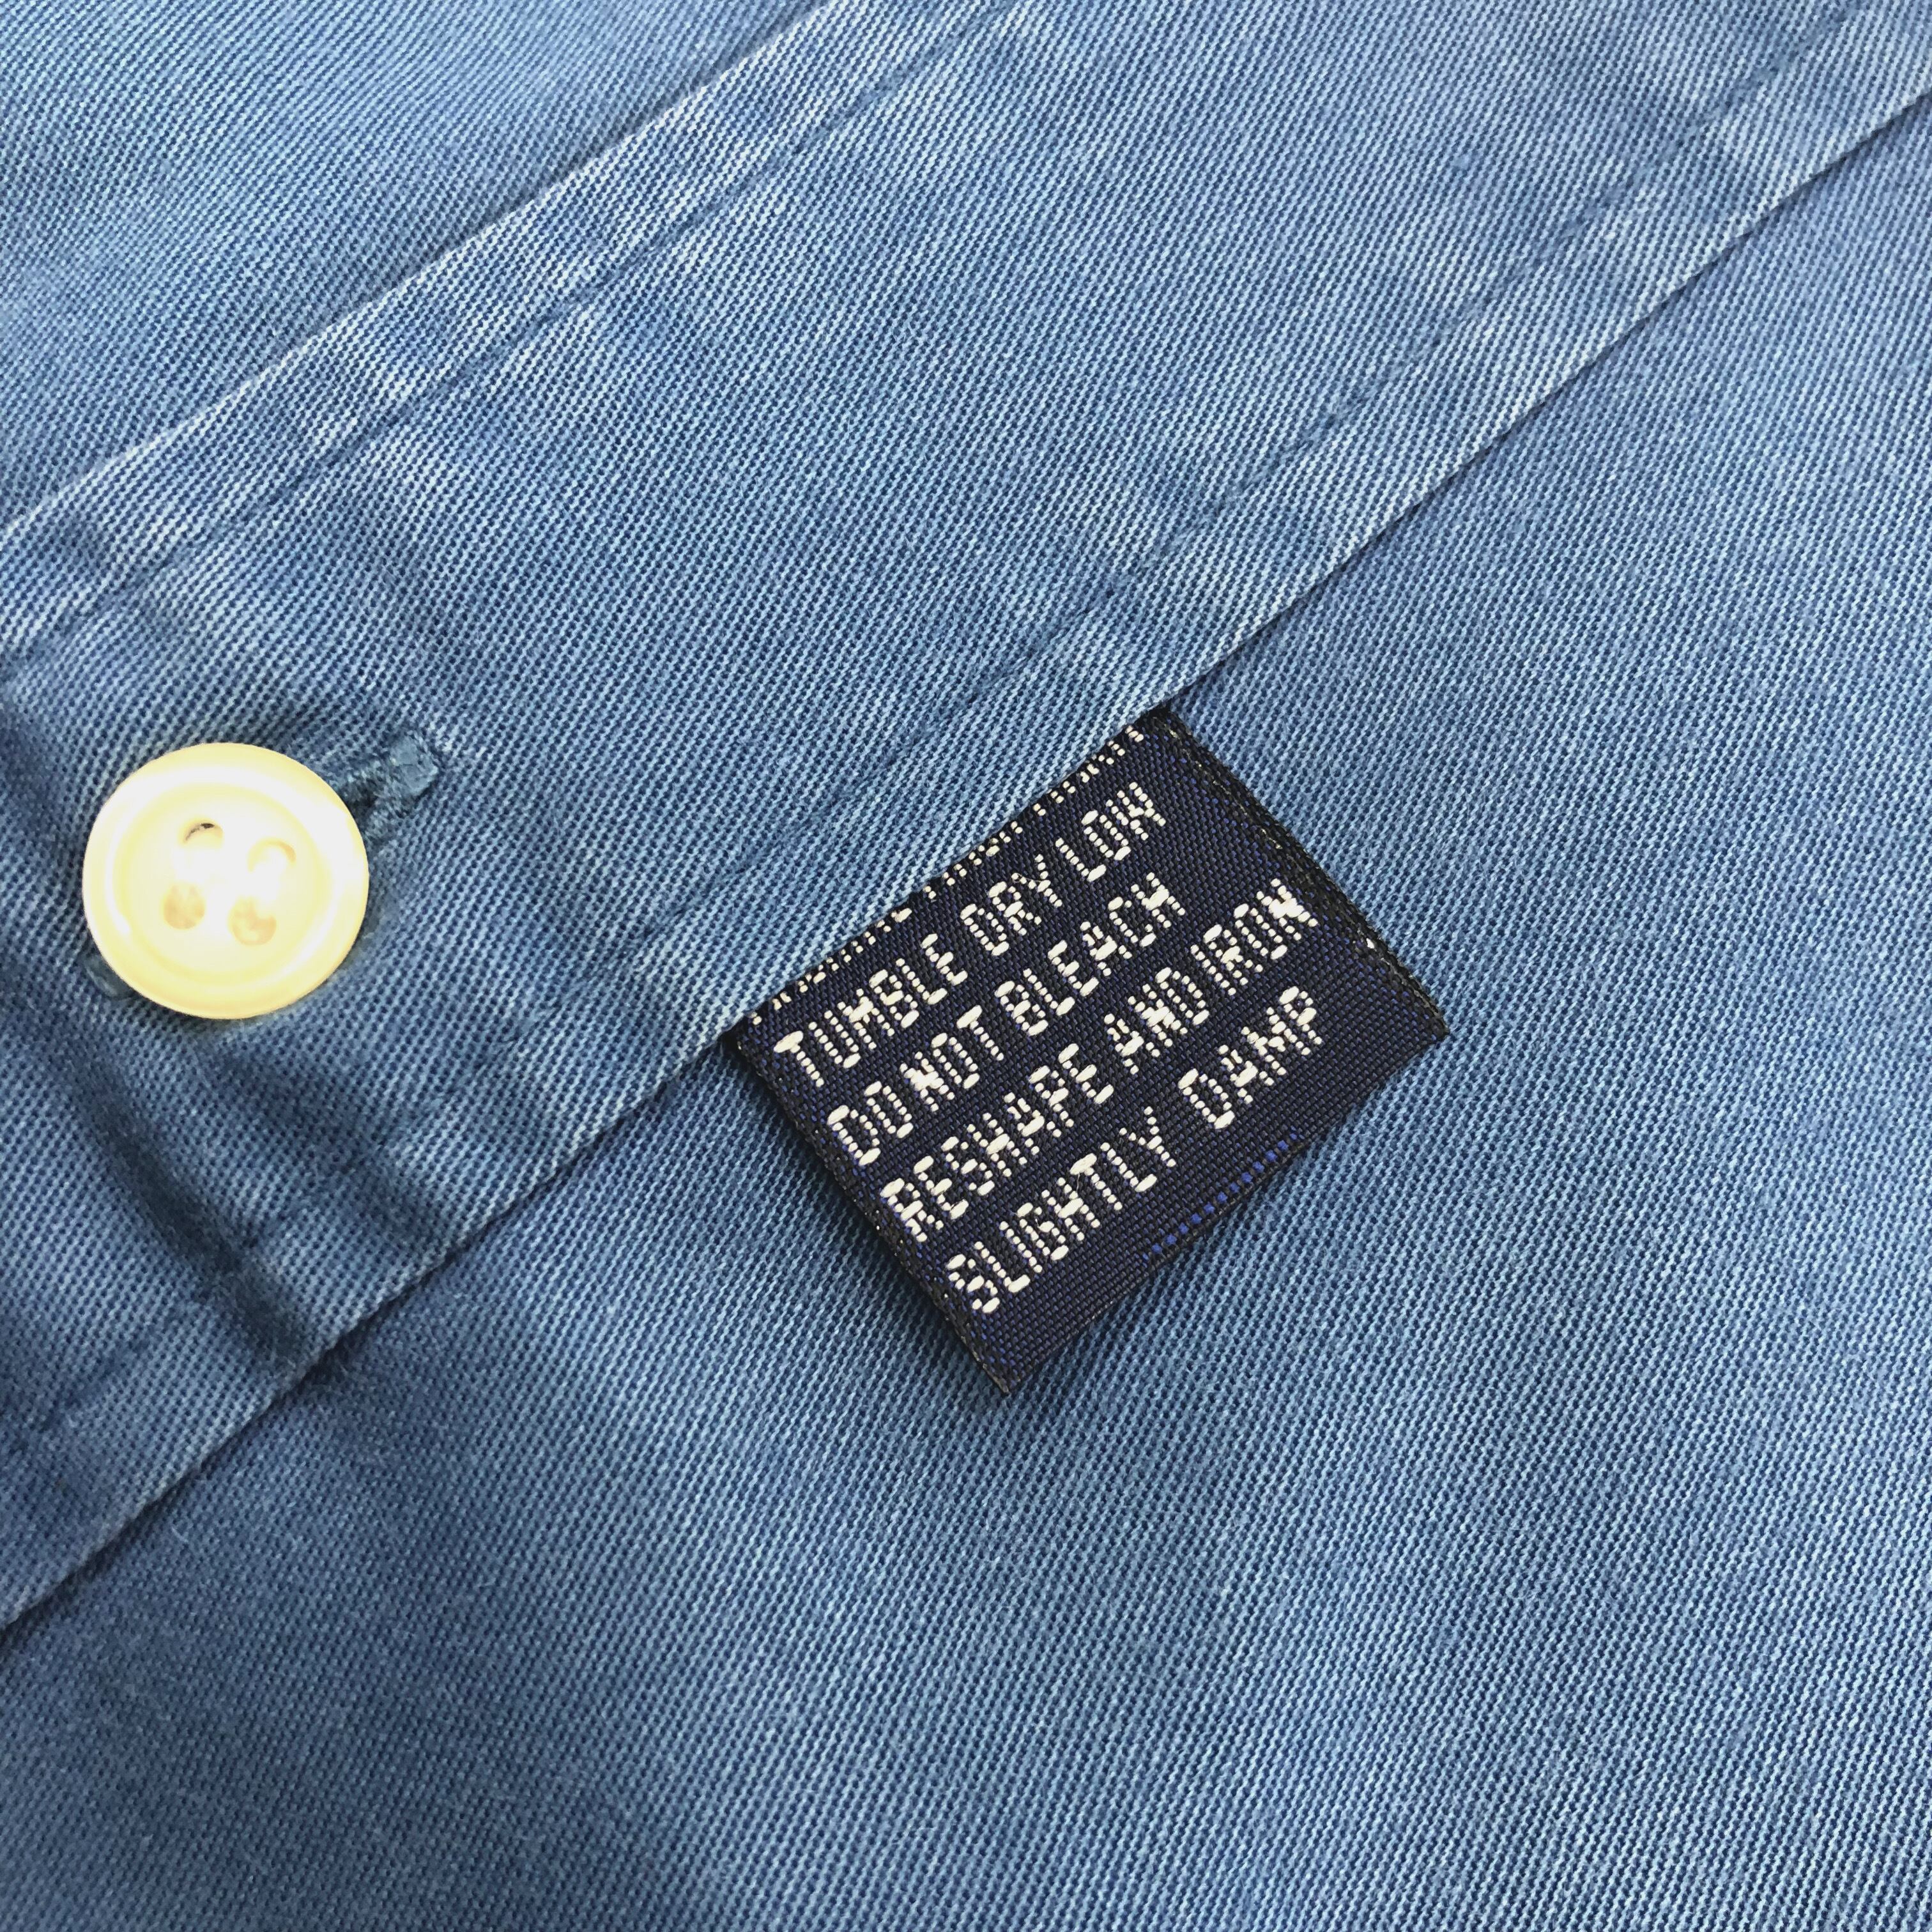 TUMBLE DRY LOW
DO NOT BLEACH
RESHAPE AND IRON
SLIGHTLY DAMP